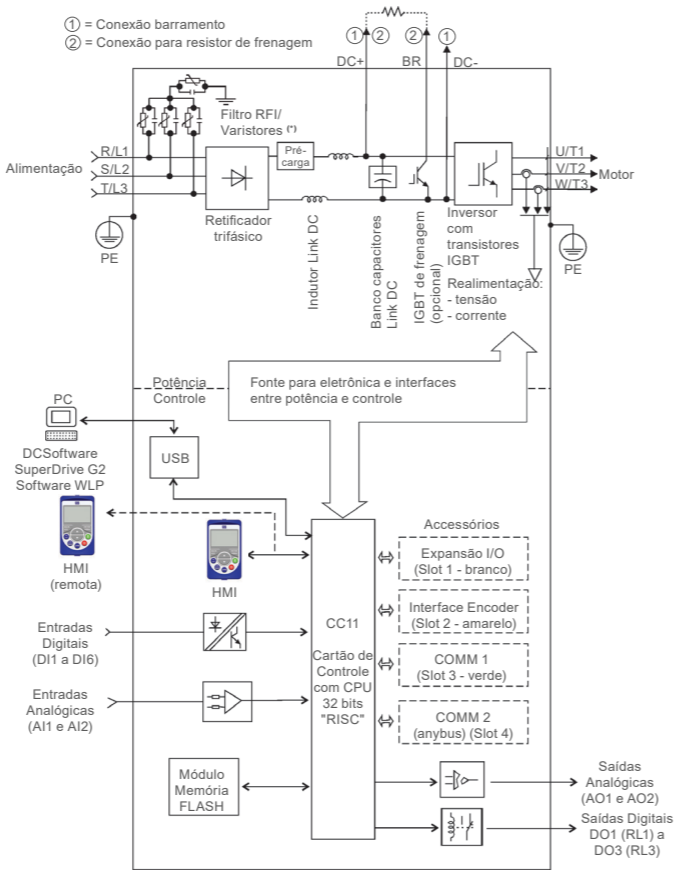 ① = Conexão barramento
② = Conexão para resistor de frenagem
① ② ② ①
DC+ BR DC-
Filtro RFI/
Varistores (*)
Alimentação
R/L1
S/L2
T/L3
Pré-
carga
U/T1
V/T2
W/T3
Motor
PE
Retificador
trifásico
Indutor Link DC
Banco capacitores
Link DC
IGBT de frenagem
(opcional)
Inversor
com
transistores
IGBT
PE
Realimentação:
- tensão
- corrente
Potência
Controle
Fonte para eletrônica e interfaces
entre potência e controle
PC
DCSoftware
SuperDrive G2
Software WLP
USB
HMI
(remota)
HMI
Accessórios
Expansão I/O
(Slot 1 - branco)
Interface Encoder
(Slot 2 - amarelo)
COMM 1
(Slot 3 - verde)
COMM 2
(anybus) (Slot 4)
CC11
Cartão de
Controle
com CPU
32 bits
"RISC"
Entradas
Digitais
(DI1 a DI6)
Entradas
Analógicas
(AI1 e AI2)
Módulo
Memória
FLASH
Saídas
Analógicas
(AO1 e AO2)
Saídas Digitais
DO1 (RL1) a
DO3 (RL3)